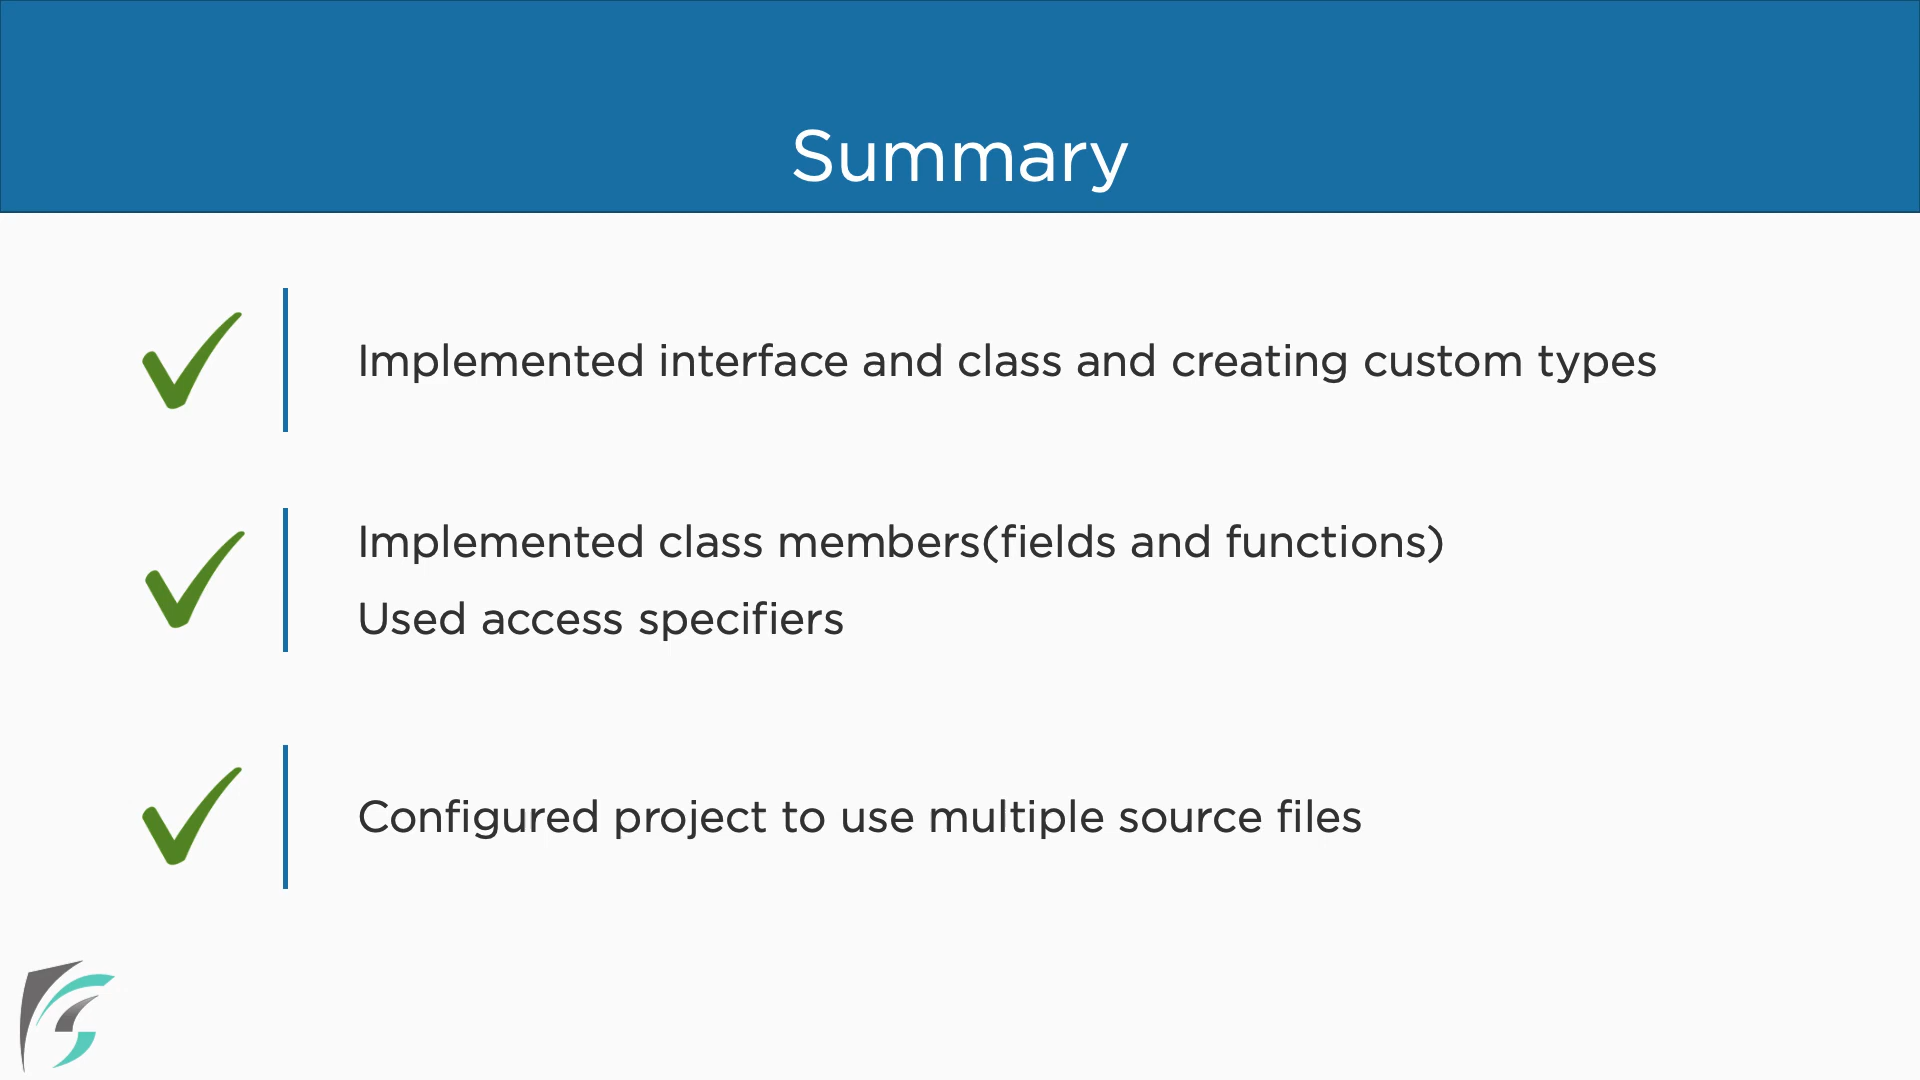 Summary
Implemented interface and class and creating custom types
Implemented class members(fields and functions)
Used access specifiers
Configured project to use multiple source files